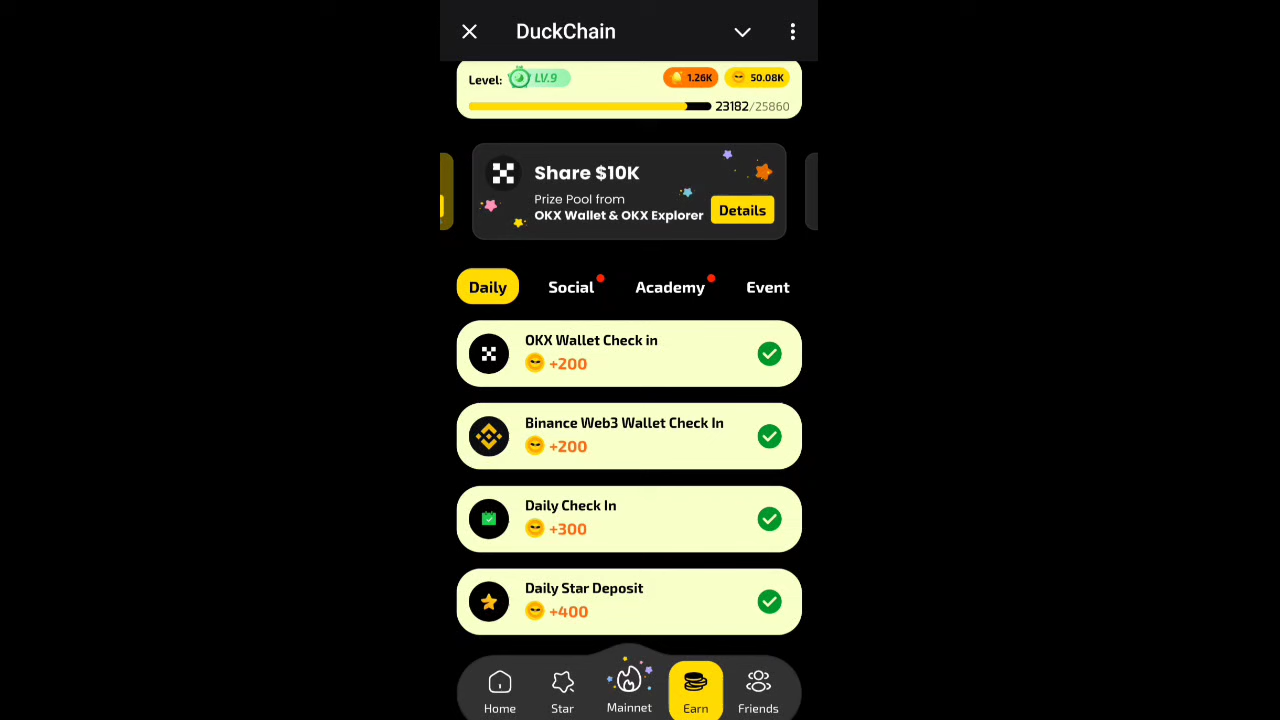 DuckChain
Level: LV.9 1.26K 50.08K
23182/25860
Share $10K
Prize Pool from
OKX Wallet & OKX Explorer
Details
Daily Social Academy Event
OKX Wallet Check in
+200
Binance Web3 Wallet Check In
+200
Daily Check In
+300
Daily Star Deposit
+400
Home Star Mainnet Earn Friends